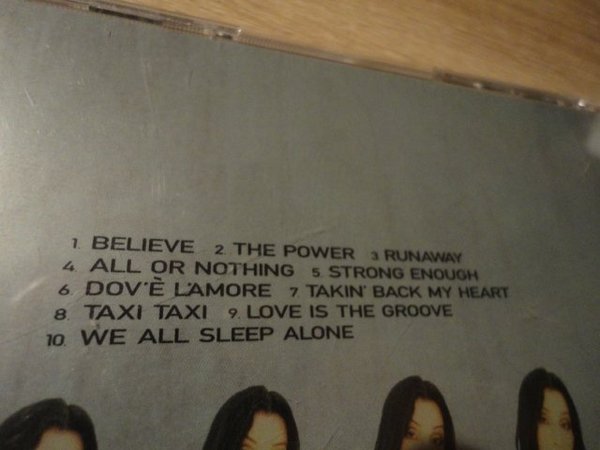 1 BELIEVE 2 THE POWER 3 RUNAWAY
4 ALL OR NOTHING 5 STRONG ENOUGH
6 DOV'È L'AMORE 7 TAKIN' BACK MY HEART
8 TAXI TAXI 9 LOVE IS THE GROOVE
10 WE ALL SLEEP ALONE